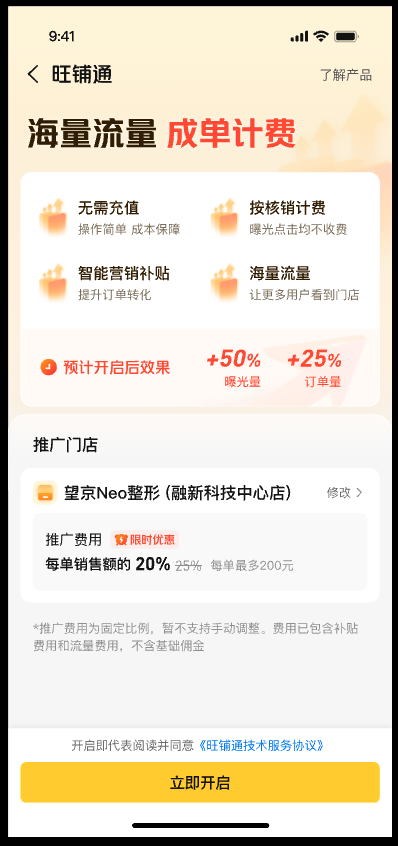 9:41
旺铺通
了解产品
海量流量 成单计费
无需充值
操作简单 成本保障
按核销计费
曝光点击均不收费
智能营销补贴
提升订单转化
海量流量
让更多用户看到门店
预计开启后效果
+50%
曝光量
+25%
订单量
推广门店
望京Neo整形（融新科技中心店）
修改
推广费用 限时优惠
每单销售额的 20% 25% 每单最多200元
*推广费用为固定比例，暂不支持手动调整。费用已包含补贴
费用和流量费用，不含基础佣金
开启即代表阅读并同意《旺铺通技术服务协议》
立即开启